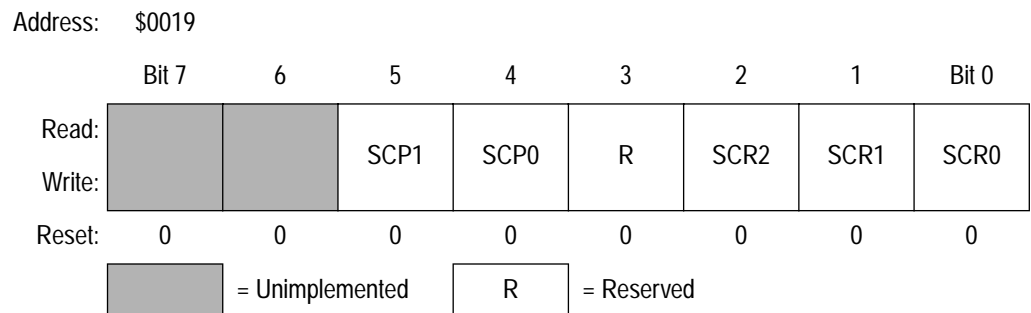 Address: $0019
Bit 7 6 5 4 3 2 1 Bit 0
Read:
SCP1 SCP0 R SCR2 SCR1 SCR0
Write:
Reset: 0 0 0 0 0 0 0 0
= Unimplemented R = Reserved